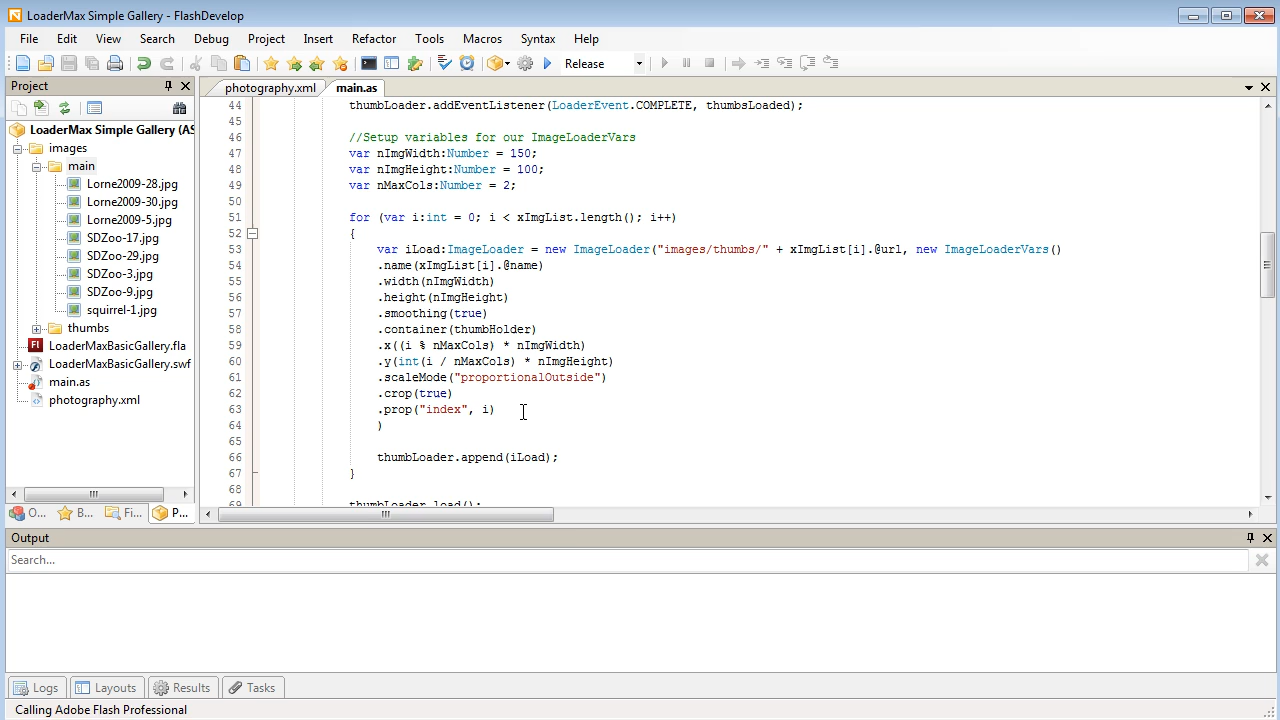 LoaderMax Simple Gallery - FlashDevelop
File Edit View Search Debug Project Insert Refactor Tools Macros Syntax Help
Release
Project
photography.xml main.as
LoaderMax Simple Gallery (AS
images
main
Lorne2009-28.jpg
Lorne2009-30.jpg
Lorne2009-5.jpg
SDZoo-17.jpg
SDZoo-29.jpg
SDZoo-3.jpg
SDZoo-9.jpg
squirrel-1.jpg
thumbs
LoaderMaxBasicGallery.fla
LoaderMaxBasicGallery.swf
main.as
photography.xml
O... B... Fi... P...
44 thumbLoader.addEventListener(LoaderEvent.COMPLETE, thumbsLoaded);
45
46 //Setup variables for our ImageLoaderVars
47 var nImgWidth:Number = 150;
48 var nImgHeight:Number = 100;
49 var nMaxCols:Number = 2;
50
51 for (var i:int = 0; i < xImgList.length(); i++)
52 {
53 var iLoad:ImageLoader = new ImageLoader("images/thumbs/" + xImgList[i].@url, new ImageLoaderVars()
54 .name(xImgList[i].@name)
55 .width(nImgWidth)
56 .height(nImgHeight)
57 .smoothing(true)
58 .container(thumbHolder)
59 .x((i % nMaxCols) * nImgWidth)
60 .y(int(i / nMaxCols) * nImgHeight)
61 .scaleMode("proportionalOutside")
62 .crop(true)
63 .prop("index", i)
64 )
65
66 thumbLoader.append(iLoad);
67 }
68
69 thumbLoader.load();
Output
Search...
Logs Layouts Results Tasks
Calling Adobe Flash Professional